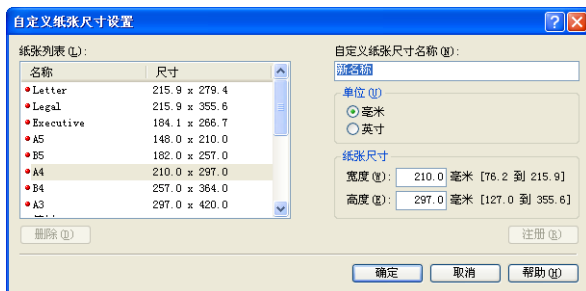 自定义纸张尺寸设置
纸张列表(L):
名称 尺寸
Letter 215.9 x 279.4
Legal 215.9 x 355.6
Executive 184.1 x 266.7
A5 148.0 x 210.0
B5 182.0 x 257.0
A4 210.0 x 297.0
B4 257.0 x 364.0
A3 297.0 x 420.0
删除(D)
自定义纸张尺寸名称(N):
新名称
单位(U)
毫米
英寸
纸张尺寸
宽度(W): 210.0 毫米 [76.2 到 215.9]
高度(E): 297.0 毫米 [127.0 到 355.6]
注册(R)
确定 取消 帮助(H)